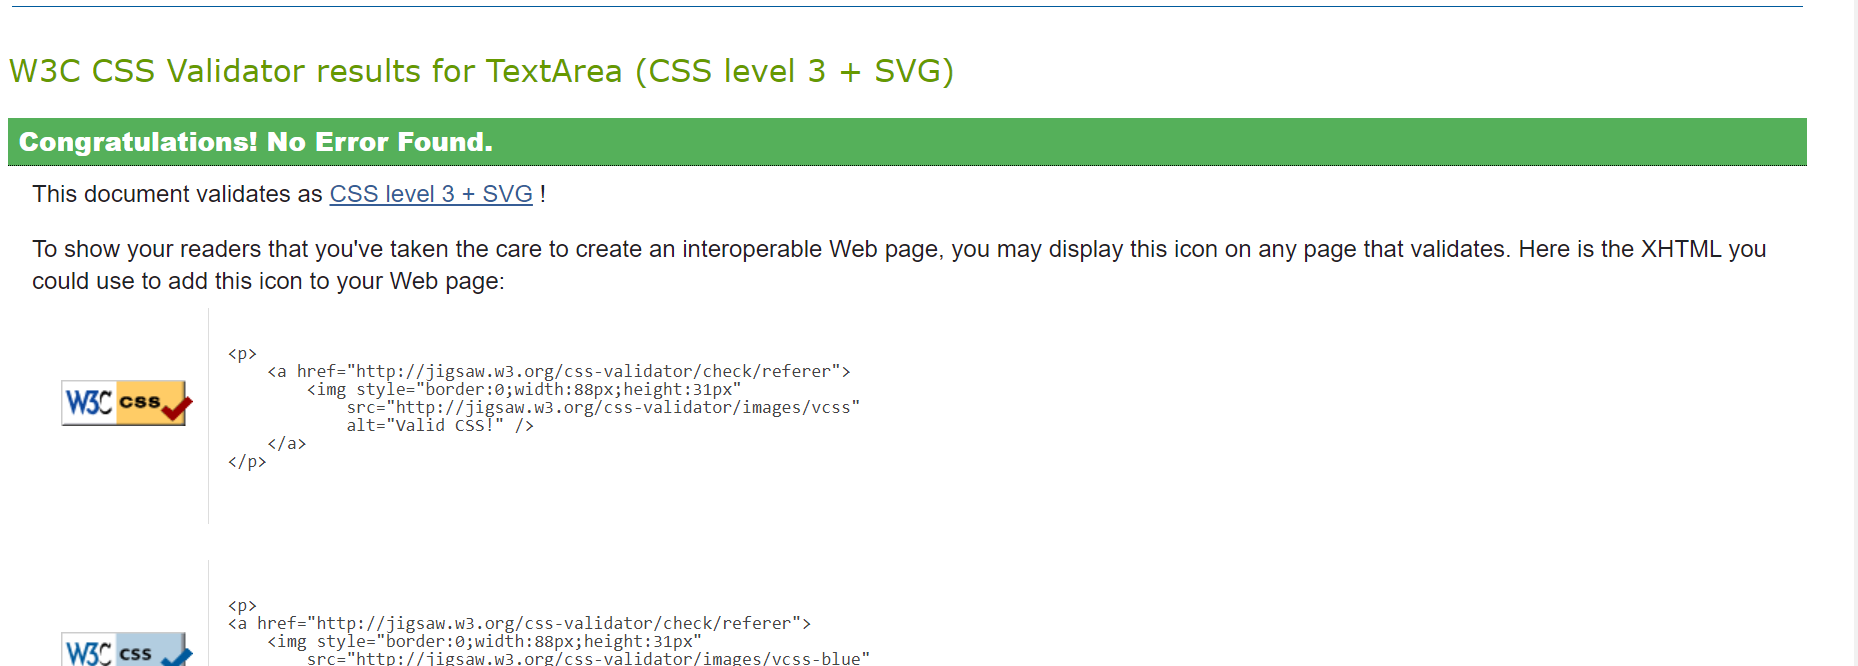 W3C CSS Validator results for TextArea (CSS level 3 + SVG)
Congratulations! No Error Found.
This document validates as CSS level 3 + SVG !
To show your readers that you've taken the care to create an interoperable Web page, you may display this icon on any page that validates. Here is the XHTML you
could use to add this icon to your Web page:
W3C css
<p>
<a href="http://jigsaw.w3.org/css-validator/check/referer">
<img style="border:0;width:88px;height:31px"
src="http://jigsaw.w3.org/css-validator/images/vcss"
alt="Valid CSS!" />
</a>
</p>
W3C css
<p>
<a href="http://jigsaw.w3.org/css-validator/check/referer">
<img style="border:0;width:88px;height:31px"
src="http://jigsaw.w3.org/css-validator/images/vcss-blue"